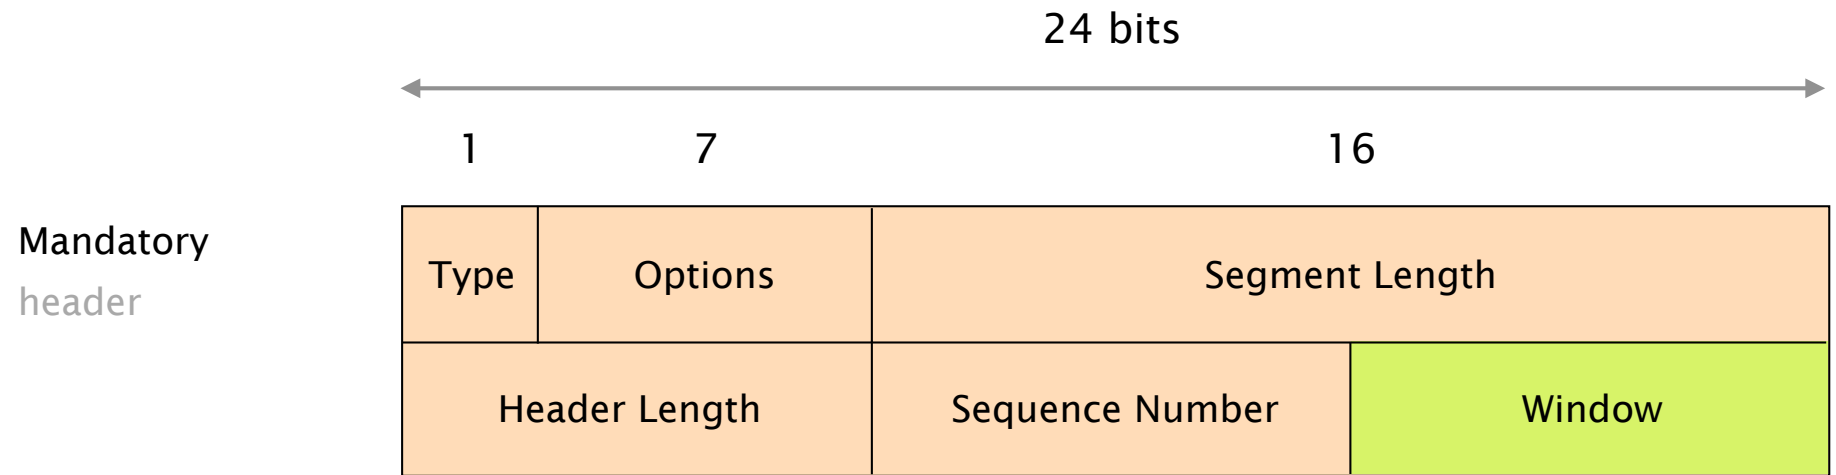 24 bits
1 7 16
Mandatory
header
Type Options Segment Length
Header Length Sequence Number Window